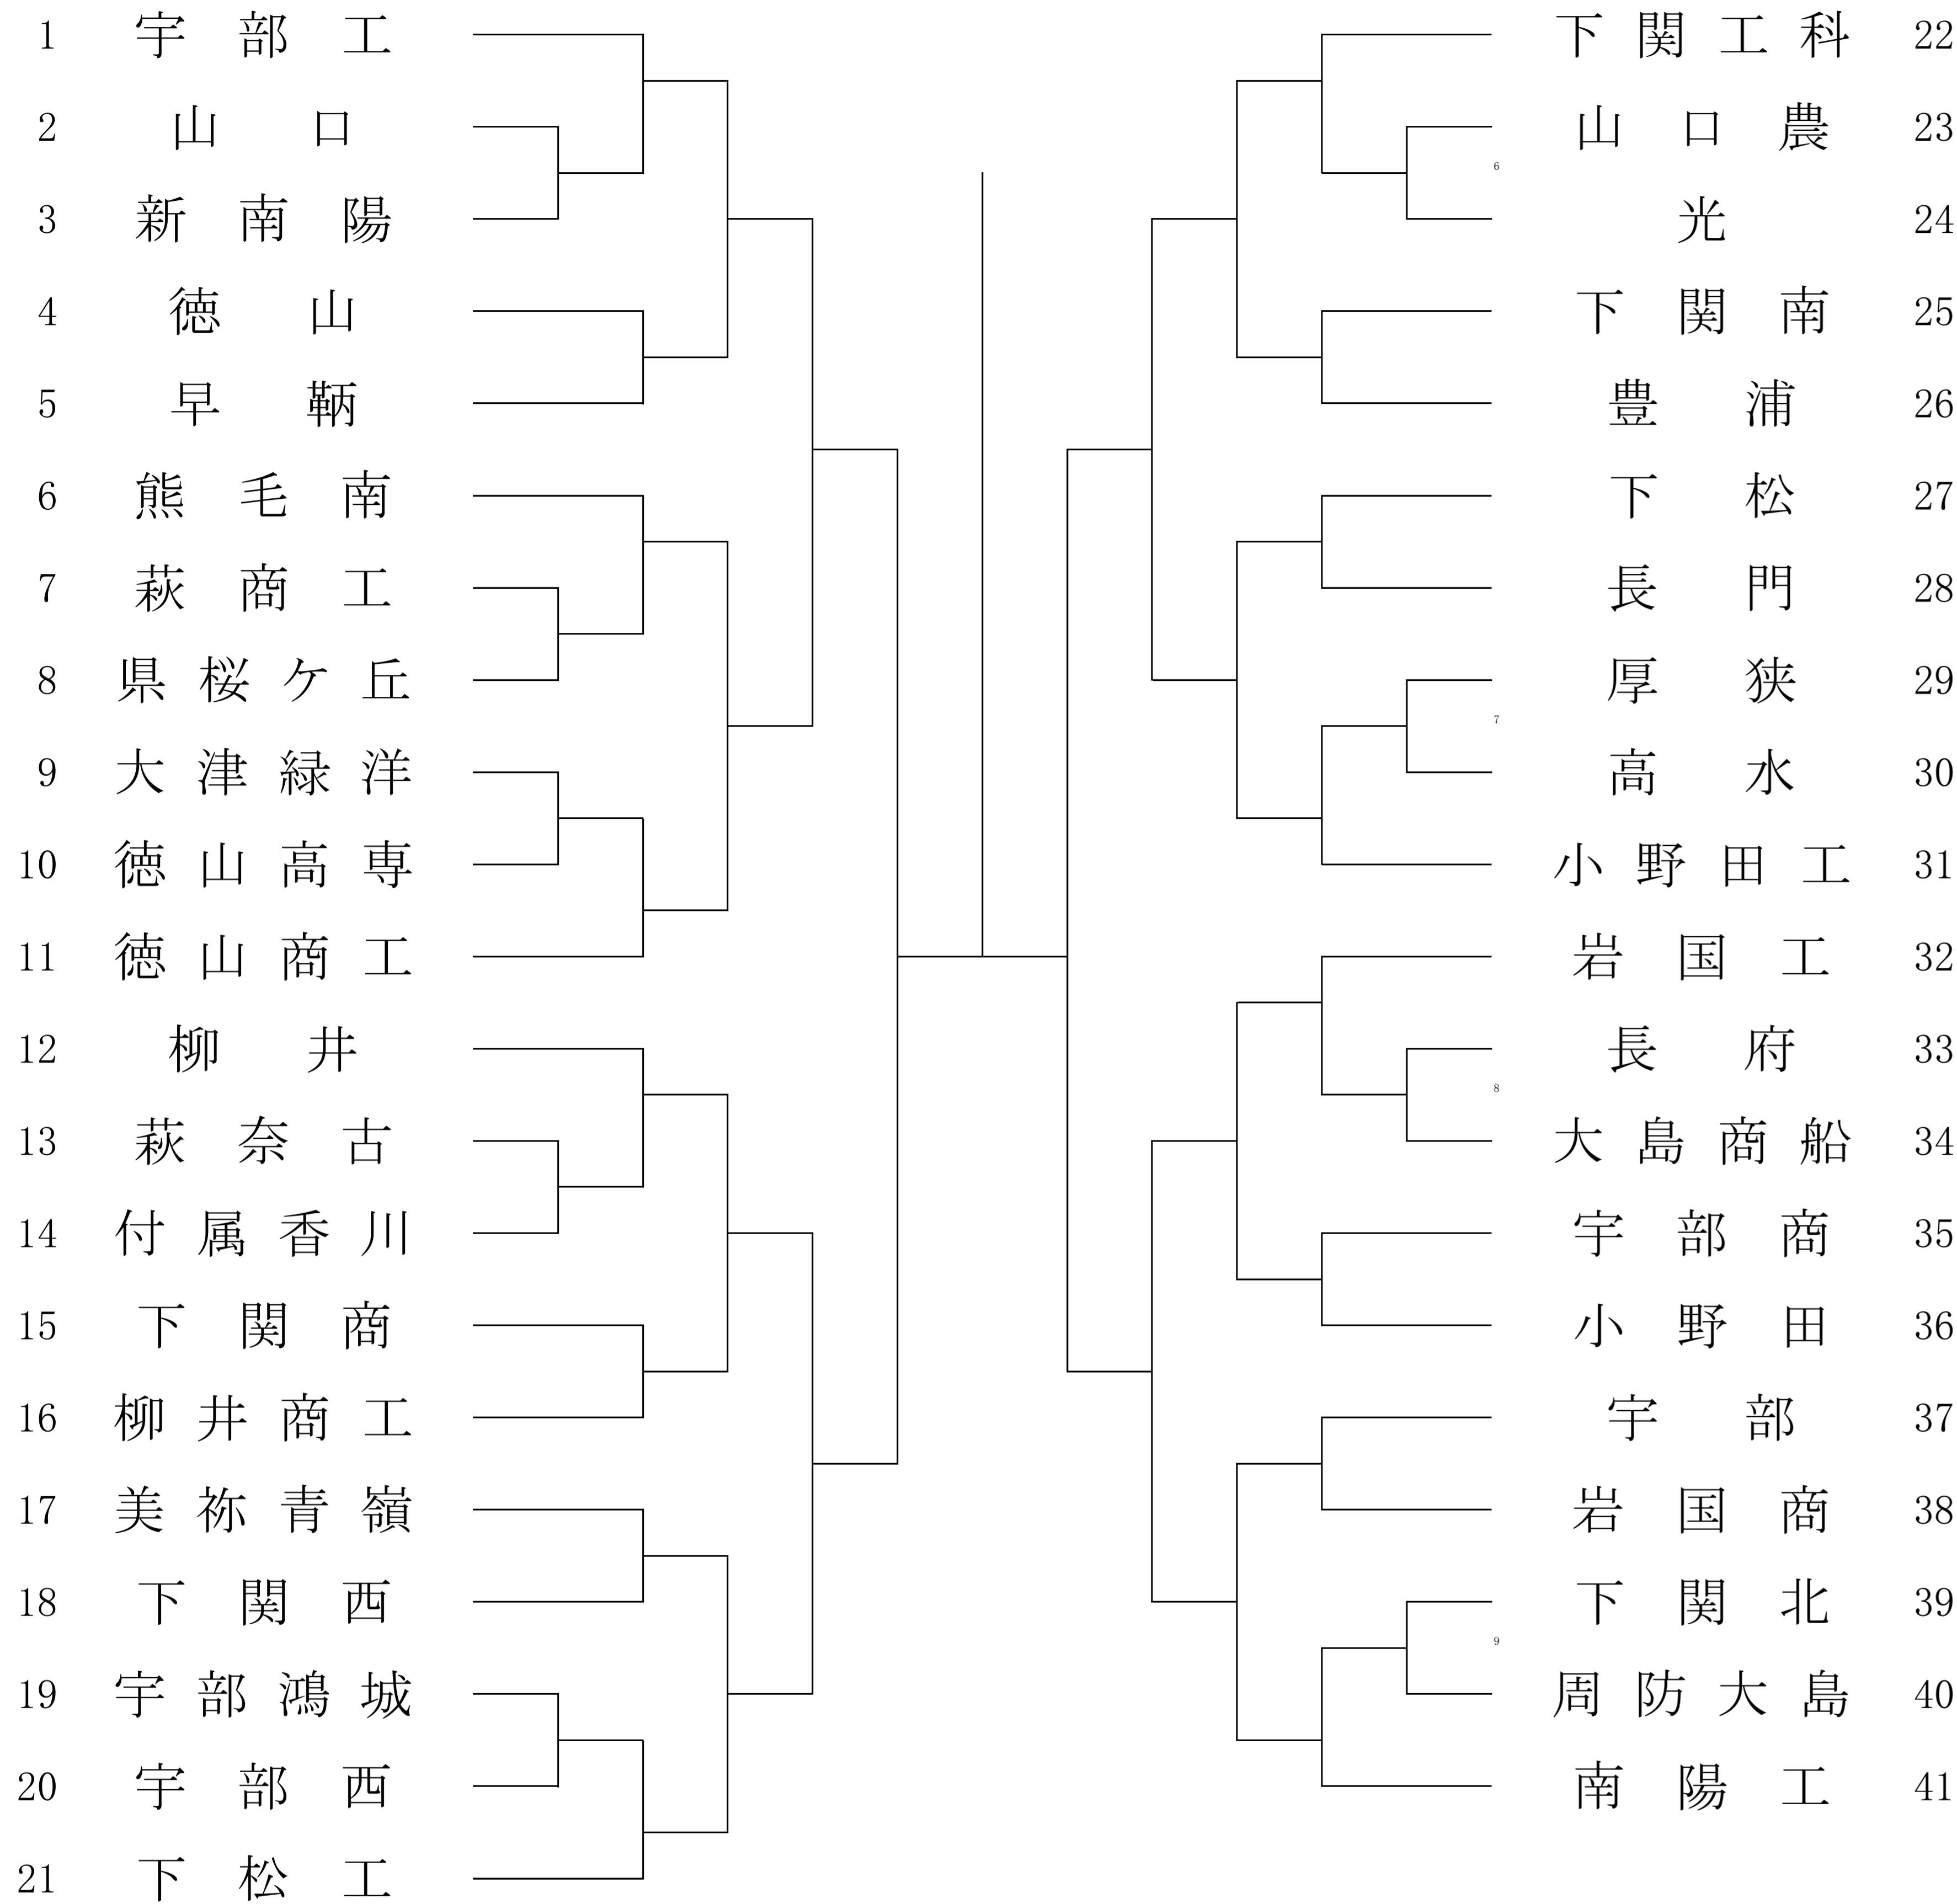 1 宇部工
2 山口
3 新南陽
4 徳山
5 早鞆
6 熊毛南
7 萩商工
8 県桜ケ丘
9 大津緑洋
10 徳山高専
11 徳山商工
12 柳井
13 萩奈古
14 付属香川
15 下関商
16 柳井商工
17 美祢青嶺
18 下関西
19 宇部鴻城
20 宇部西
21 下松工
下関工科 22
山口農 23
6
光 24
下関南 25
豊浦 26
下松 27
長門 28
厚狭 29
7
高水 30
小野田工 31
岩国工 32
長府 33
8
大島商船 34
宇部商 35
小野田 36
宇部 37
岩国商 38
下関北 39
9
周防大島 40
南陽工 41